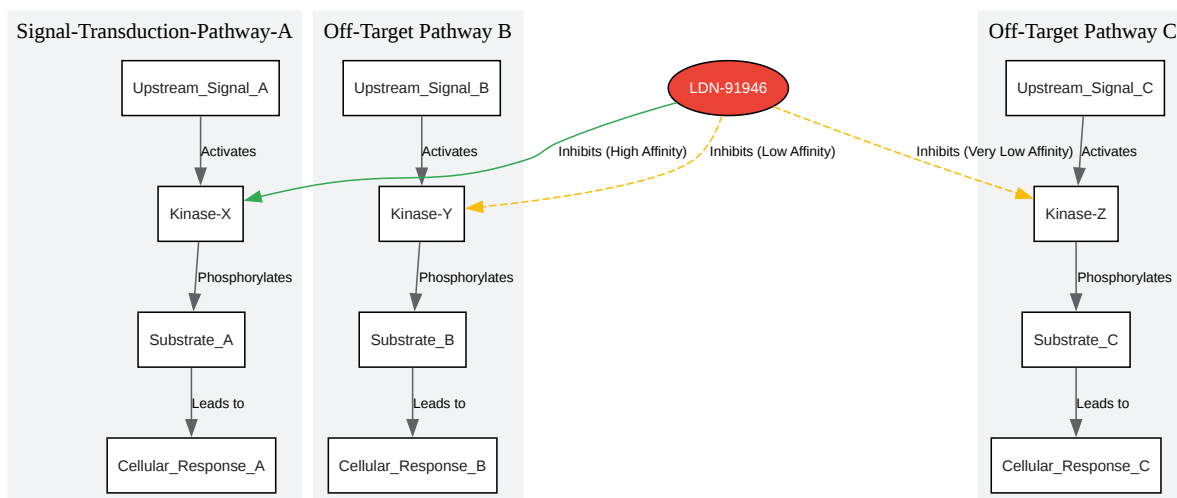 Signal-Transduction-Pathway-A
Off-Target Pathway B
Off-Target Pathway C
Upstream_Signal_A
Upstream_Signal_B
LDN-91946
Upstream_Signal_C
Activates
Activates
Inhibits (High Affinity)
Inhibits (Low Affinity)
Inhibits (Very Low Affinity)
Activates
Kinase-X
Kinase-Y
Kinase-Z
Phosphorylates
Phosphorylates
Phosphorylates
Substrate_A
Substrate_B
Substrate_C
Leads to
Leads to
Leads to
Cellular_Response_A
Cellular_Response_B
Cellular_Response_C